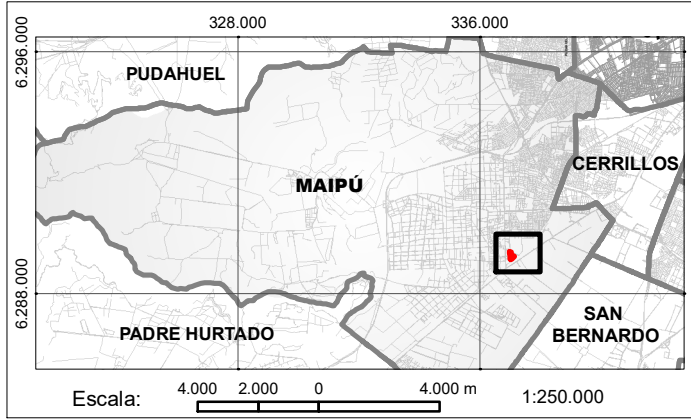 328.000
336.000
6.296.000
PUDAHUEL
MAIPÚ
CERRILLOS
6.288.000
PADRE HURTADO
SAN
BERNARDO
Escala:
4.000 2.000 0 4.000 m
1:250.000